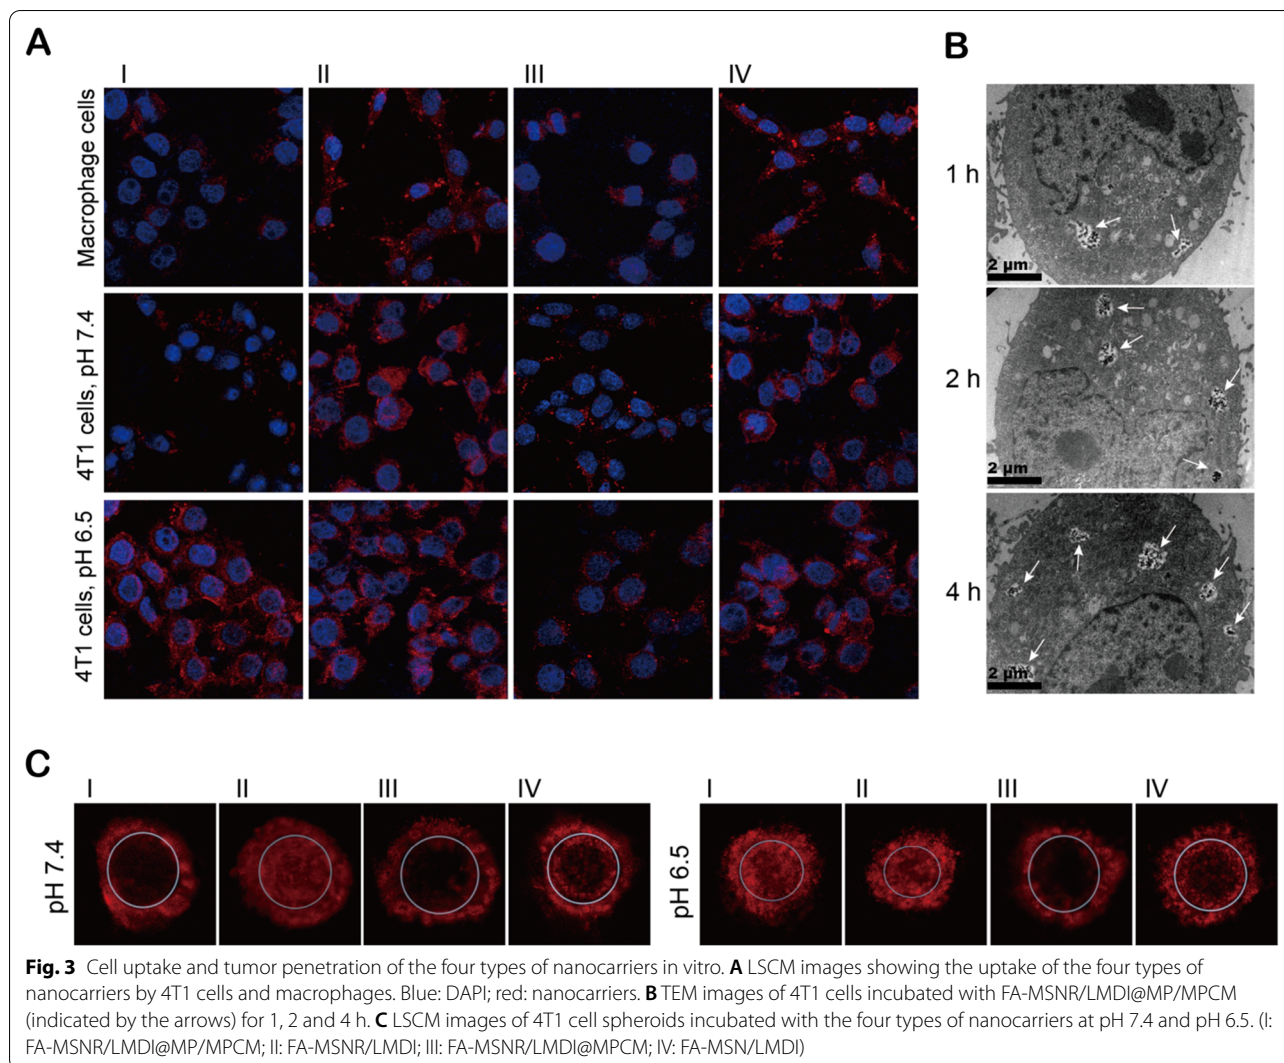 A
B
I
II
III
IV
Macrophage cells
4T1 cells, pH 7.4
4T1 cells, pH 6.5
1 h
2 µm
2 h
2 µm
4 h
2 µm
C
I
II
III
IV
I
II
III
IV
pH 7.4
pH 6.5
Fig. 3 Cell uptake and tumor penetration of the four types of nanocarriers in vitro. A LSCM images showing the uptake of the four types of
nanocarriers by 4T1 cells and macrophages. Blue: DAPI; red: nanocarriers. B TEM images of 4T1 cells incubated with FA-MSNR/LMDI@MP/MPCM
(indicated by the arrows) for 1, 2 and 4 h. C LSCM images of 4T1 cell spheroids incubated with the four types of nanocarriers at pH 7.4 and pH 6.5. (I:
FA-MSNR/LMDI@MP/MPCM; II: FA-MSNR/LMDI; III: FA-MSNR/LMDI@MPCM; IV: FA-MSN/LMDI)